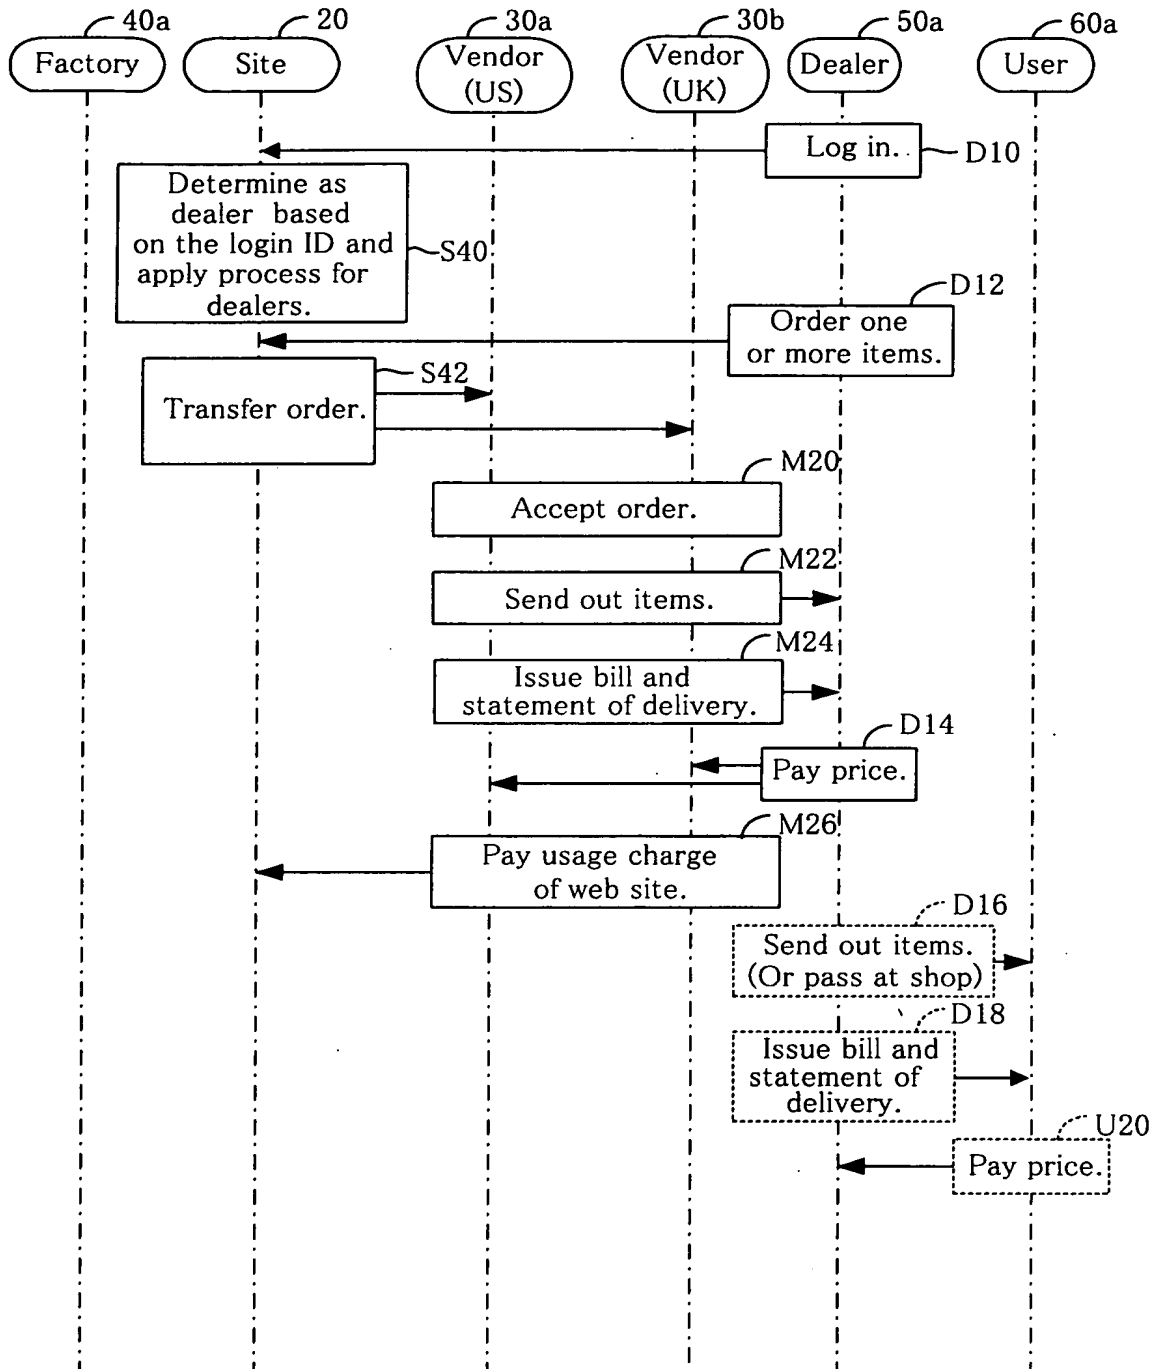 40a
20
30a
30b
50a
60a
Factory
Site
Vendor
(US)
Vendor
(UK)
Dealer
User
Log in.
D10
Determine as
dealer based
on the login ID and
apply process for
dealers.
S40
D12
Order one
or more items.
S42
Transfer order.
M20
Accept order.
M22
Send out items.
M24
Issue bill and
statement of delivery.
D14
Pay price.
M26
Pay usage charge
of web site.
D16
Send out items.
(Or pass at shop)
D18
Issue bill and
statement of
delivery.
U20
Pay price.